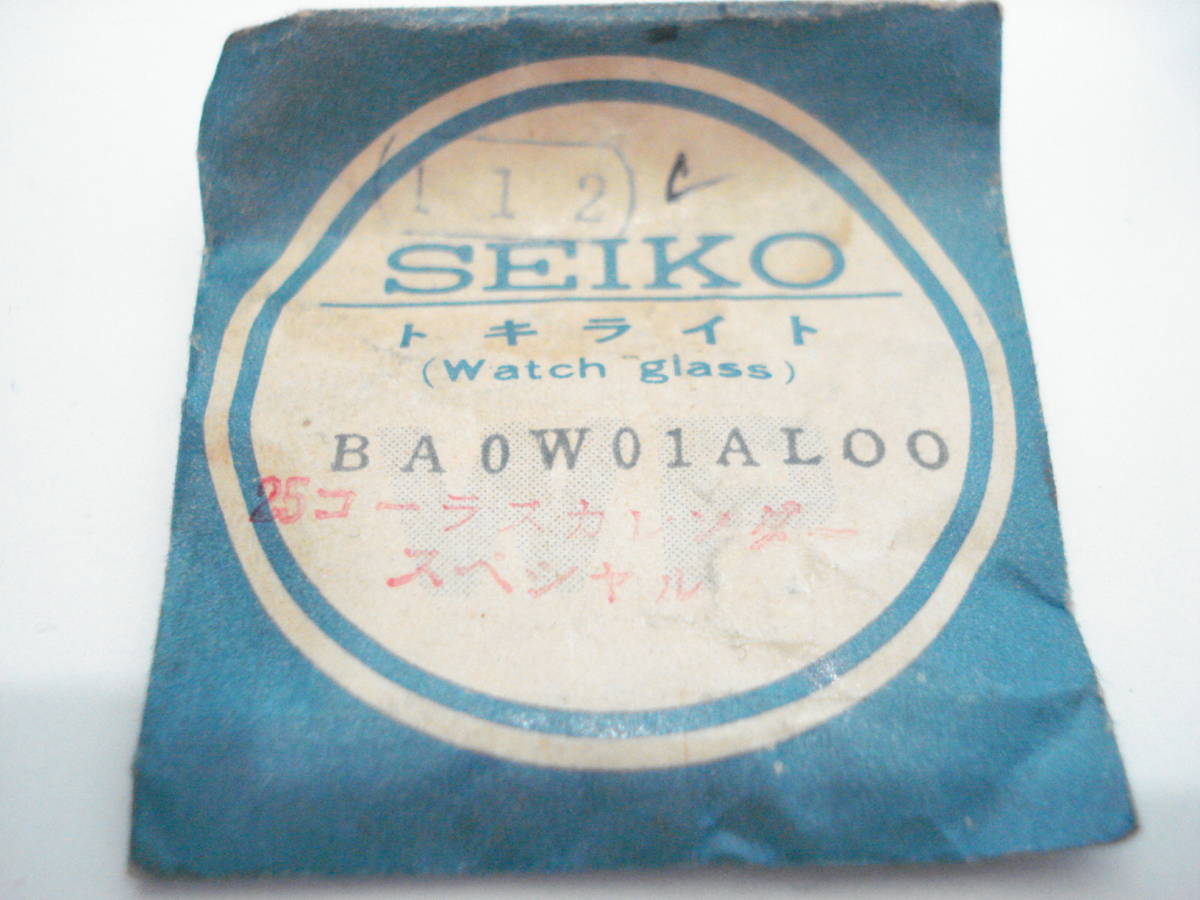 112
SEIKO
トキライト
(Watch glass)
BA0W01AL00
25コーラスカレンダー
スペシャル